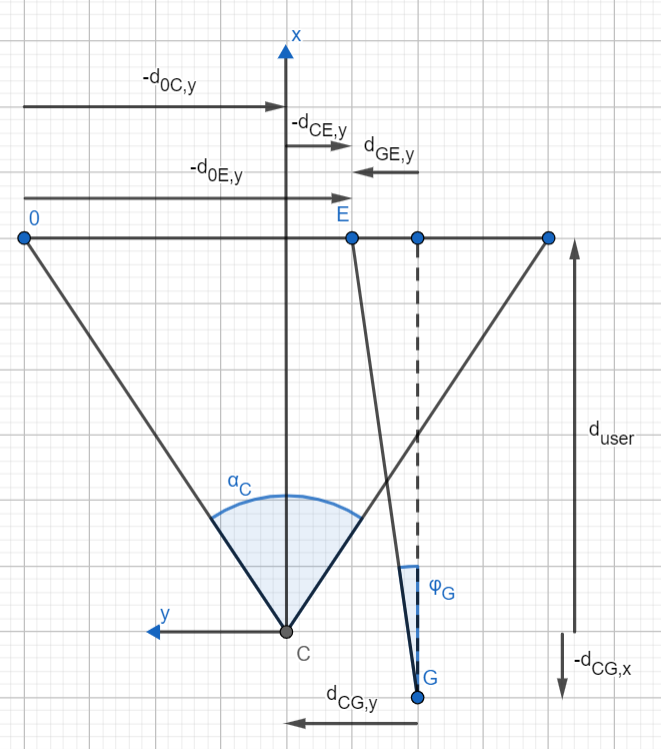 x
-d0C,y
-dCE,y
dGE,y
-d0E,y
0
E
duser
αC
φG
y
C
-dCG,x
G
dCG,y